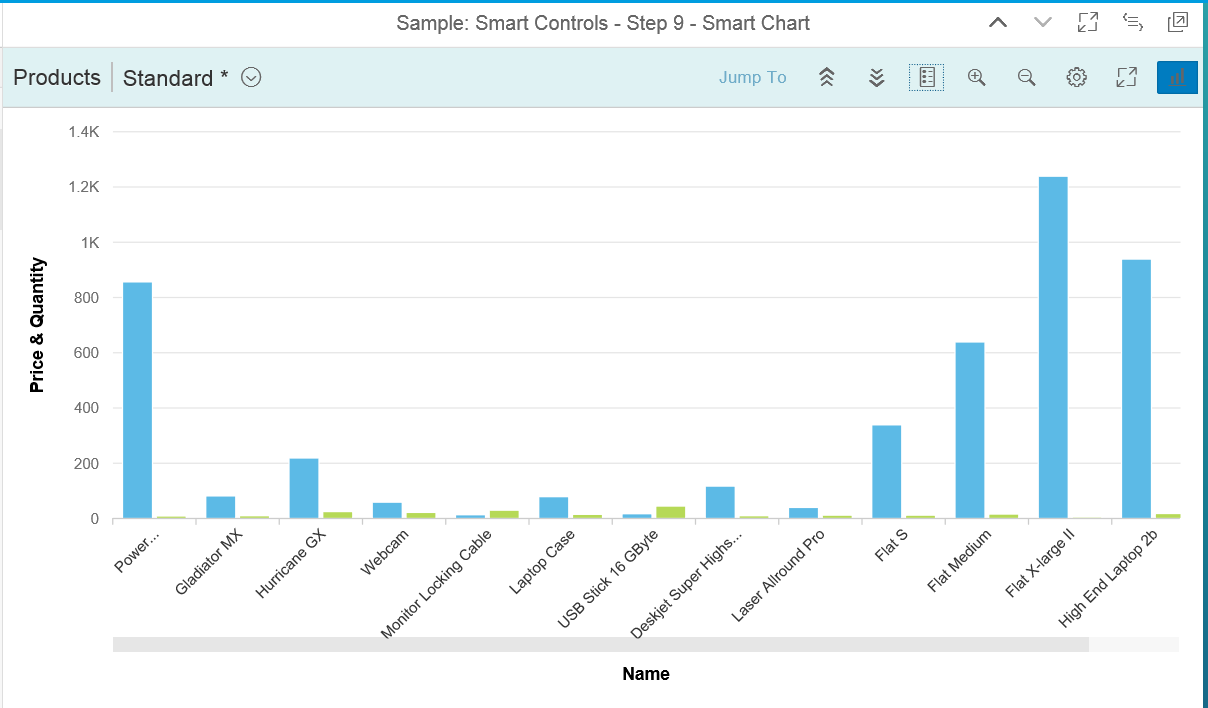 Sample: Smart Controls - Step 9 - Smart Chart
Products Standard * Jump To
1.4K
1.2K
1K
800
600
400
200
0
Price & Quantity
Power...
Gladiator MX
Hurricane GX
Webcam
Monitor Locking Cable
Laptop Case
USB Stick 16 GByte
Deskjet Super Highs...
Laser Allround Pro
Flat S
Flat Medium
Flat X-large II
High End Laptop 2b
Name